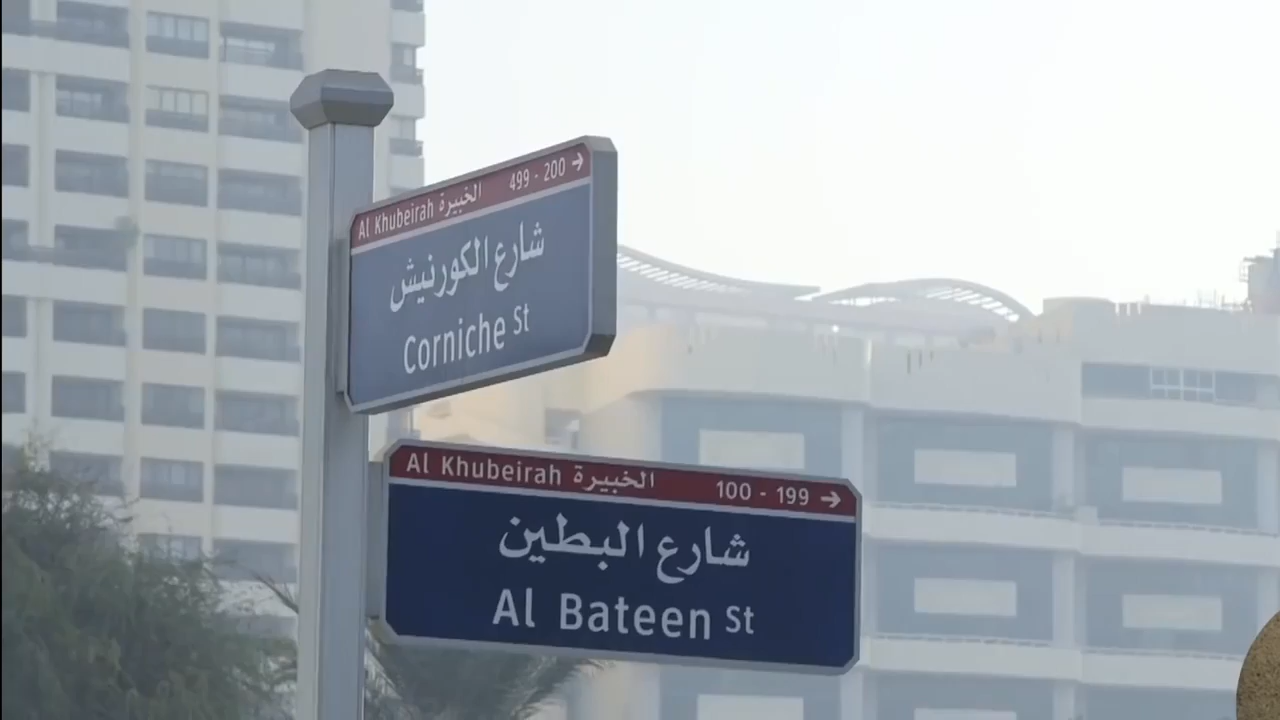 Al Khubeirah الخبيرة 499 - 200 →
شارع الكورنيش
Corniche St
Al Khubeirah الخبيرة 100 - 199 →
شارع البطين
Al Bateen St